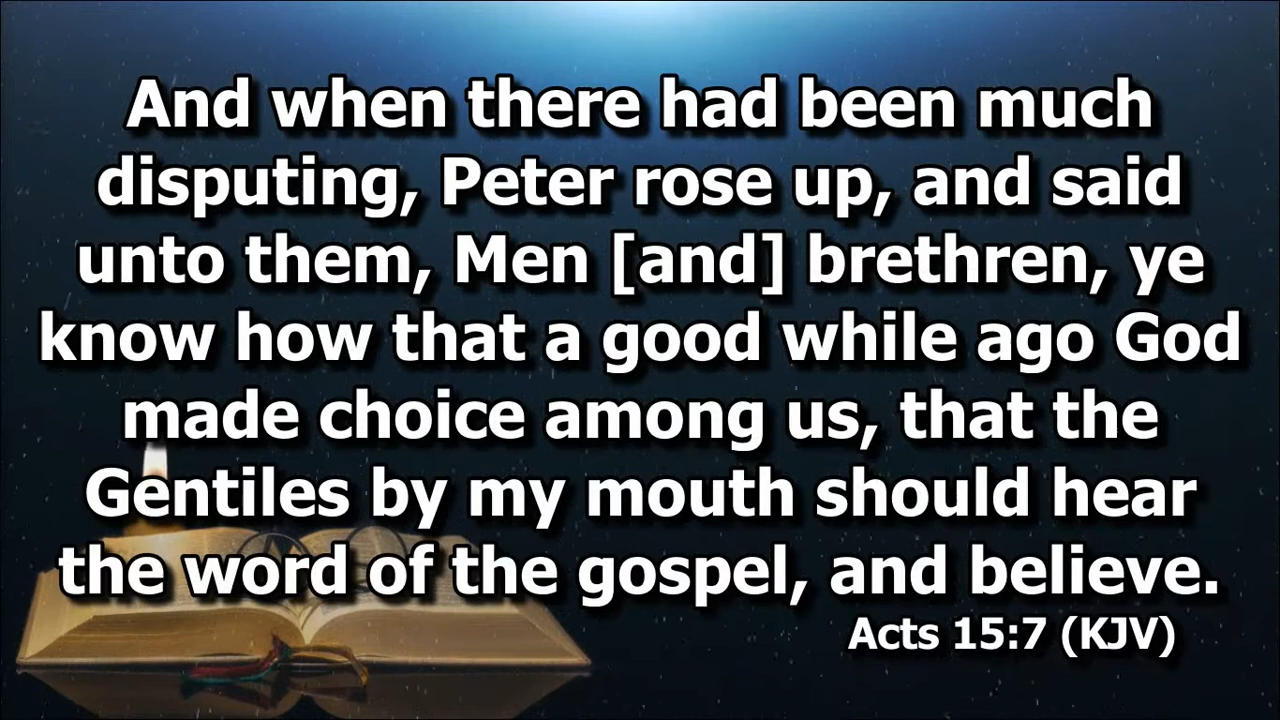 And when there had been much
disputing, Peter rose up, and said
unto them, Men [and] brethren, ye
know how that a good while ago God
made choice among us, that the
Gentiles by my mouth should hear
the word of the gospel, and believe.
Acts 15:7 (KJV)